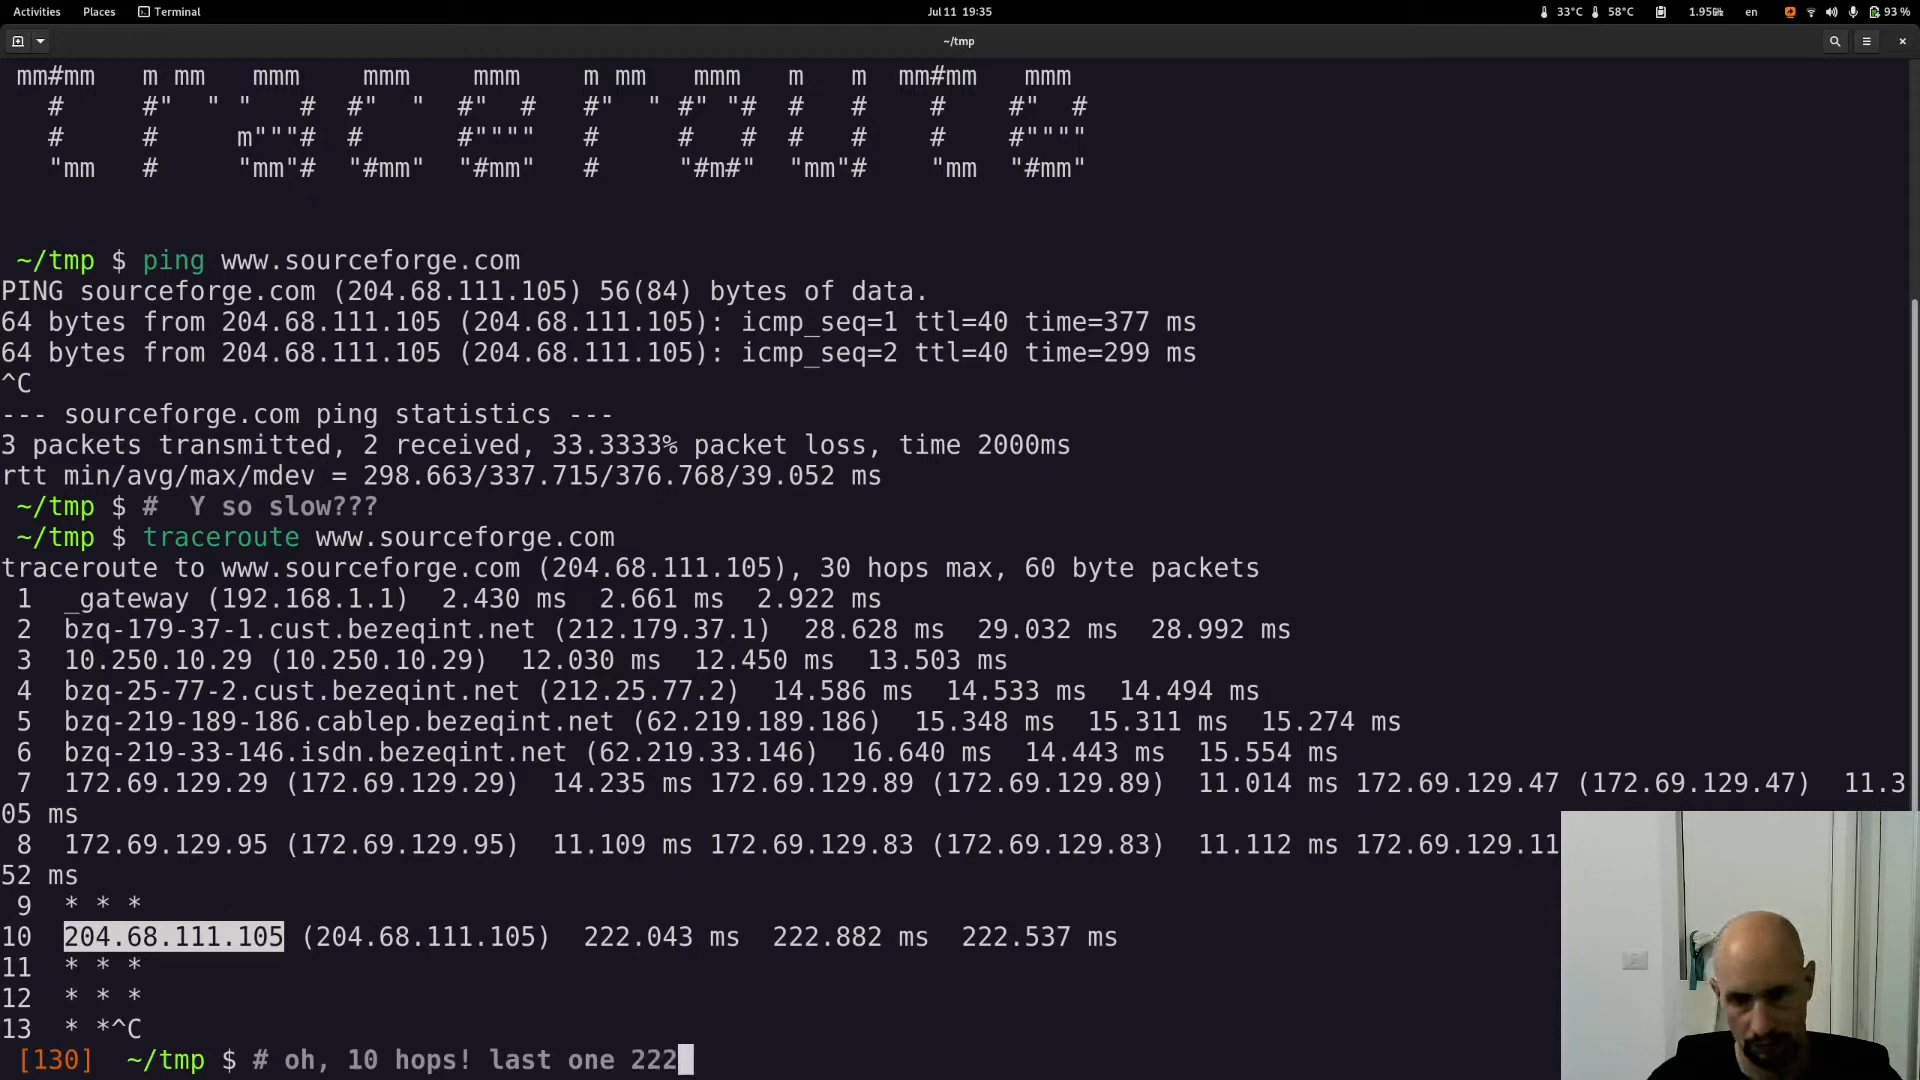 Activities Places Terminal Jul 11 19:35 33°C 58°C 1.95GHz en 93 %
~/tmp
mm#mm m mm mmm mmm mmm m mm mmm m m mm#mm mmm
# #" " " # #" " #" # #" " #" "# # # # #" #
# # m"""# # #"""" # # # # # # #""""
"mm # "mm"# "#mm" "#mm" # "#m#" "mm"# "mm "#mm"
~/tmp $ ping www.sourceforge.com
PING sourceforge.com (204.68.111.105) 56(84) bytes of data.
64 bytes from 204.68.111.105 (204.68.111.105): icmp_seq=1 ttl=40 time=377 ms
64 bytes from 204.68.111.105 (204.68.111.105): icmp_seq=2 ttl=40 time=299 ms
^C
--- sourceforge.com ping statistics ---
3 packets transmitted, 2 received, 33.3333% packet loss, time 2000ms
rtt min/avg/max/mdev = 298.663/337.715/376.768/39.052 ms
~/tmp $ # Y so slow???
~/tmp $ traceroute www.sourceforge.com
traceroute to www.sourceforge.com (204.68.111.105), 30 hops max, 60 byte packets
1 _gateway (192.168.1.1) 2.430 ms 2.661 ms 2.922 ms
2 bzq-179-37-1.cust.bezeqint.net (212.179.37.1) 28.628 ms 29.032 ms 28.992 ms
3 10.250.10.29 (10.250.10.29) 12.030 ms 12.450 ms 13.503 ms
4 bzq-25-77-2.cust.bezeqint.net (212.25.77.2) 14.586 ms 14.533 ms 14.494 ms
5 bzq-219-189-186.cablep.bezeqint.net (62.219.189.186) 15.348 ms 15.311 ms 15.274 ms
6 bzq-219-33-146.isdn.bezeqint.net (62.219.33.146) 16.640 ms 14.443 ms 15.554 ms
7 172.69.129.29 (172.69.129.29) 14.235 ms 172.69.129.89 (172.69.129.89) 11.014 ms 172.69.129.47 (172.69.129.47) 11.3
05 ms
8 172.69.129.95 (172.69.129.95) 11.109 ms 172.69.129.83 (172.69.129.83) 11.112 ms 172.69.129.11
52 ms
9 * * *
10 204.68.111.105 (204.68.111.105) 222.043 ms 222.882 ms 222.537 ms
11 * * *
12 * * *
13 * *^C
[130] ~/tmp $ # oh, 10 hops! last one 222